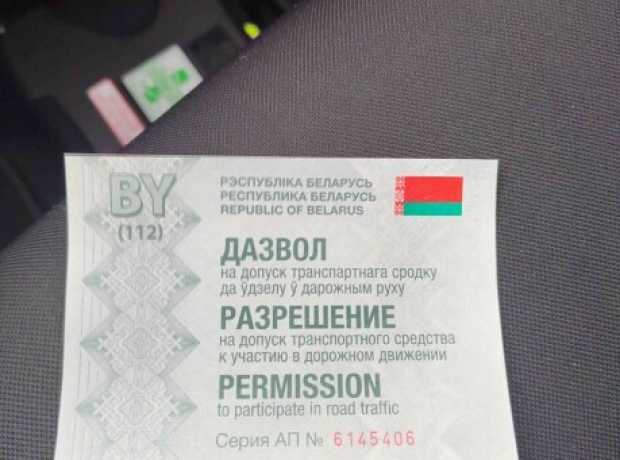 BY
(112)
РЭСПУБЛІКА БЕЛАРУСЬ
РЕСПУБЛИКА БЕЛАРУСЬ
REPUBLIC OF BELARUS
ДАЗВОЛ
на допуск транспартнага сродку
да ўдзелу ў дарожным руху
РАЗРЕШЕНИЕ
на допуск транспортного средства
к участию в дорожном движении
PERMISSION
to participate in road traffic
Серия АП № 6145406